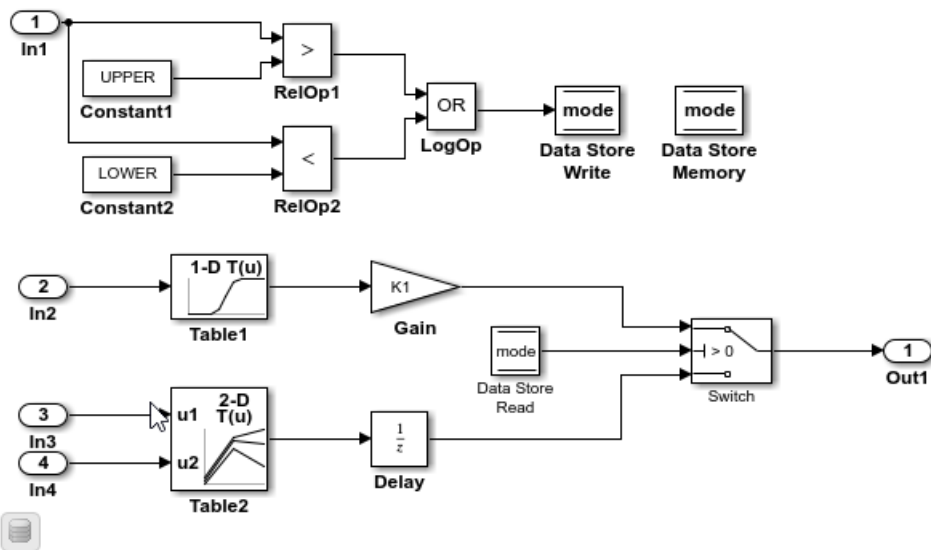 1
In1
UPPER
Constant1
>
RelOp1
LOWER
Constant2
<
RelOp2
OR
LogOp
mode
Data Store
Write
mode
Data Store
Memory
2
In2
1-D T(u)
Table1
K1
Gain
mode
Data Store
Read
> 0
Switch
1
Out1
3
In3
4
In4
2-D
T(u)
u1
u2
Table2
1
z
Delay